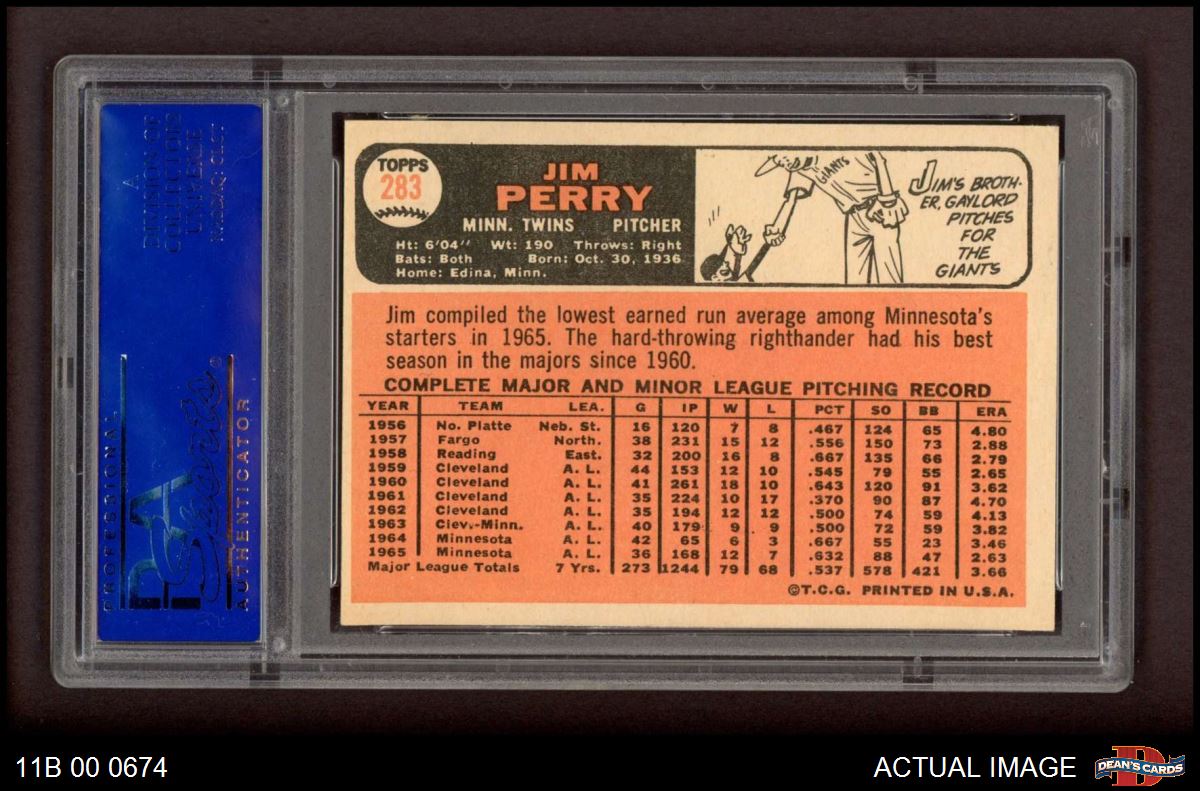 A
DIVISION OF
COLLECTORS
UNIVERSE
NASDAQ: CLCT
PROFESSIONAL
PSA
Sports
®
AUTHENTICATOR
TOPPS
283
JIM
PERRY
MINN. TWINS PITCHER
Ht: 6'04" Wt: 190 Throws: Right
Bats: Both Born: Oct. 30, 1936
Home: Edina, Minn.
GIANTS
JIM'S BROTH-
ER, GAYLORD
PITCHES
FOR
THE
GIANTS
Jim compiled the lowest earned run average among Minnesota's
starters in 1965. The hard-throwing righthander had his best
season in the majors since 1960.
COMPLETE MAJOR AND MINOR LEAGUE PITCHING RECORD
YEAR TEAM LEA. G IP W L PCT SO BB ERA
1956 No. Platte Neb. St. 16 120 7 8 .467 124 65 4.80
1957 Fargo North. 38 231 15 12 .556 150 73 2.88
1958 Reading East. 32 200 16 8 .667 135 66 2.79
1959 Cleveland A. L. 44 153 12 10 .545 79 55 2.65
1960 Cleveland A. L. 41 261 18 10 .643 120 91 3.62
1961 Cleveland A. L. 35 224 10 17 .370 90 87 4.70
1962 Cleveland A. L. 35 194 12 12 .500 74 59 4.13
1963 Clev.-Minn. A. L. 40 179 9 9 .500 72 59 3.82
1964 Minnesota A. L. 42 65 6 3 .667 55 23 3.46
1965 Minnesota A. L. 36 168 12 7 .632 88 47 2.63
Major League Totals 7 Yrs. 273 1244 79 68 .537 578 421 3.66
©T.C.G. PRINTED IN U.S.A.
11B 00 0674
ACTUAL IMAGE
DEAN'S CARDS